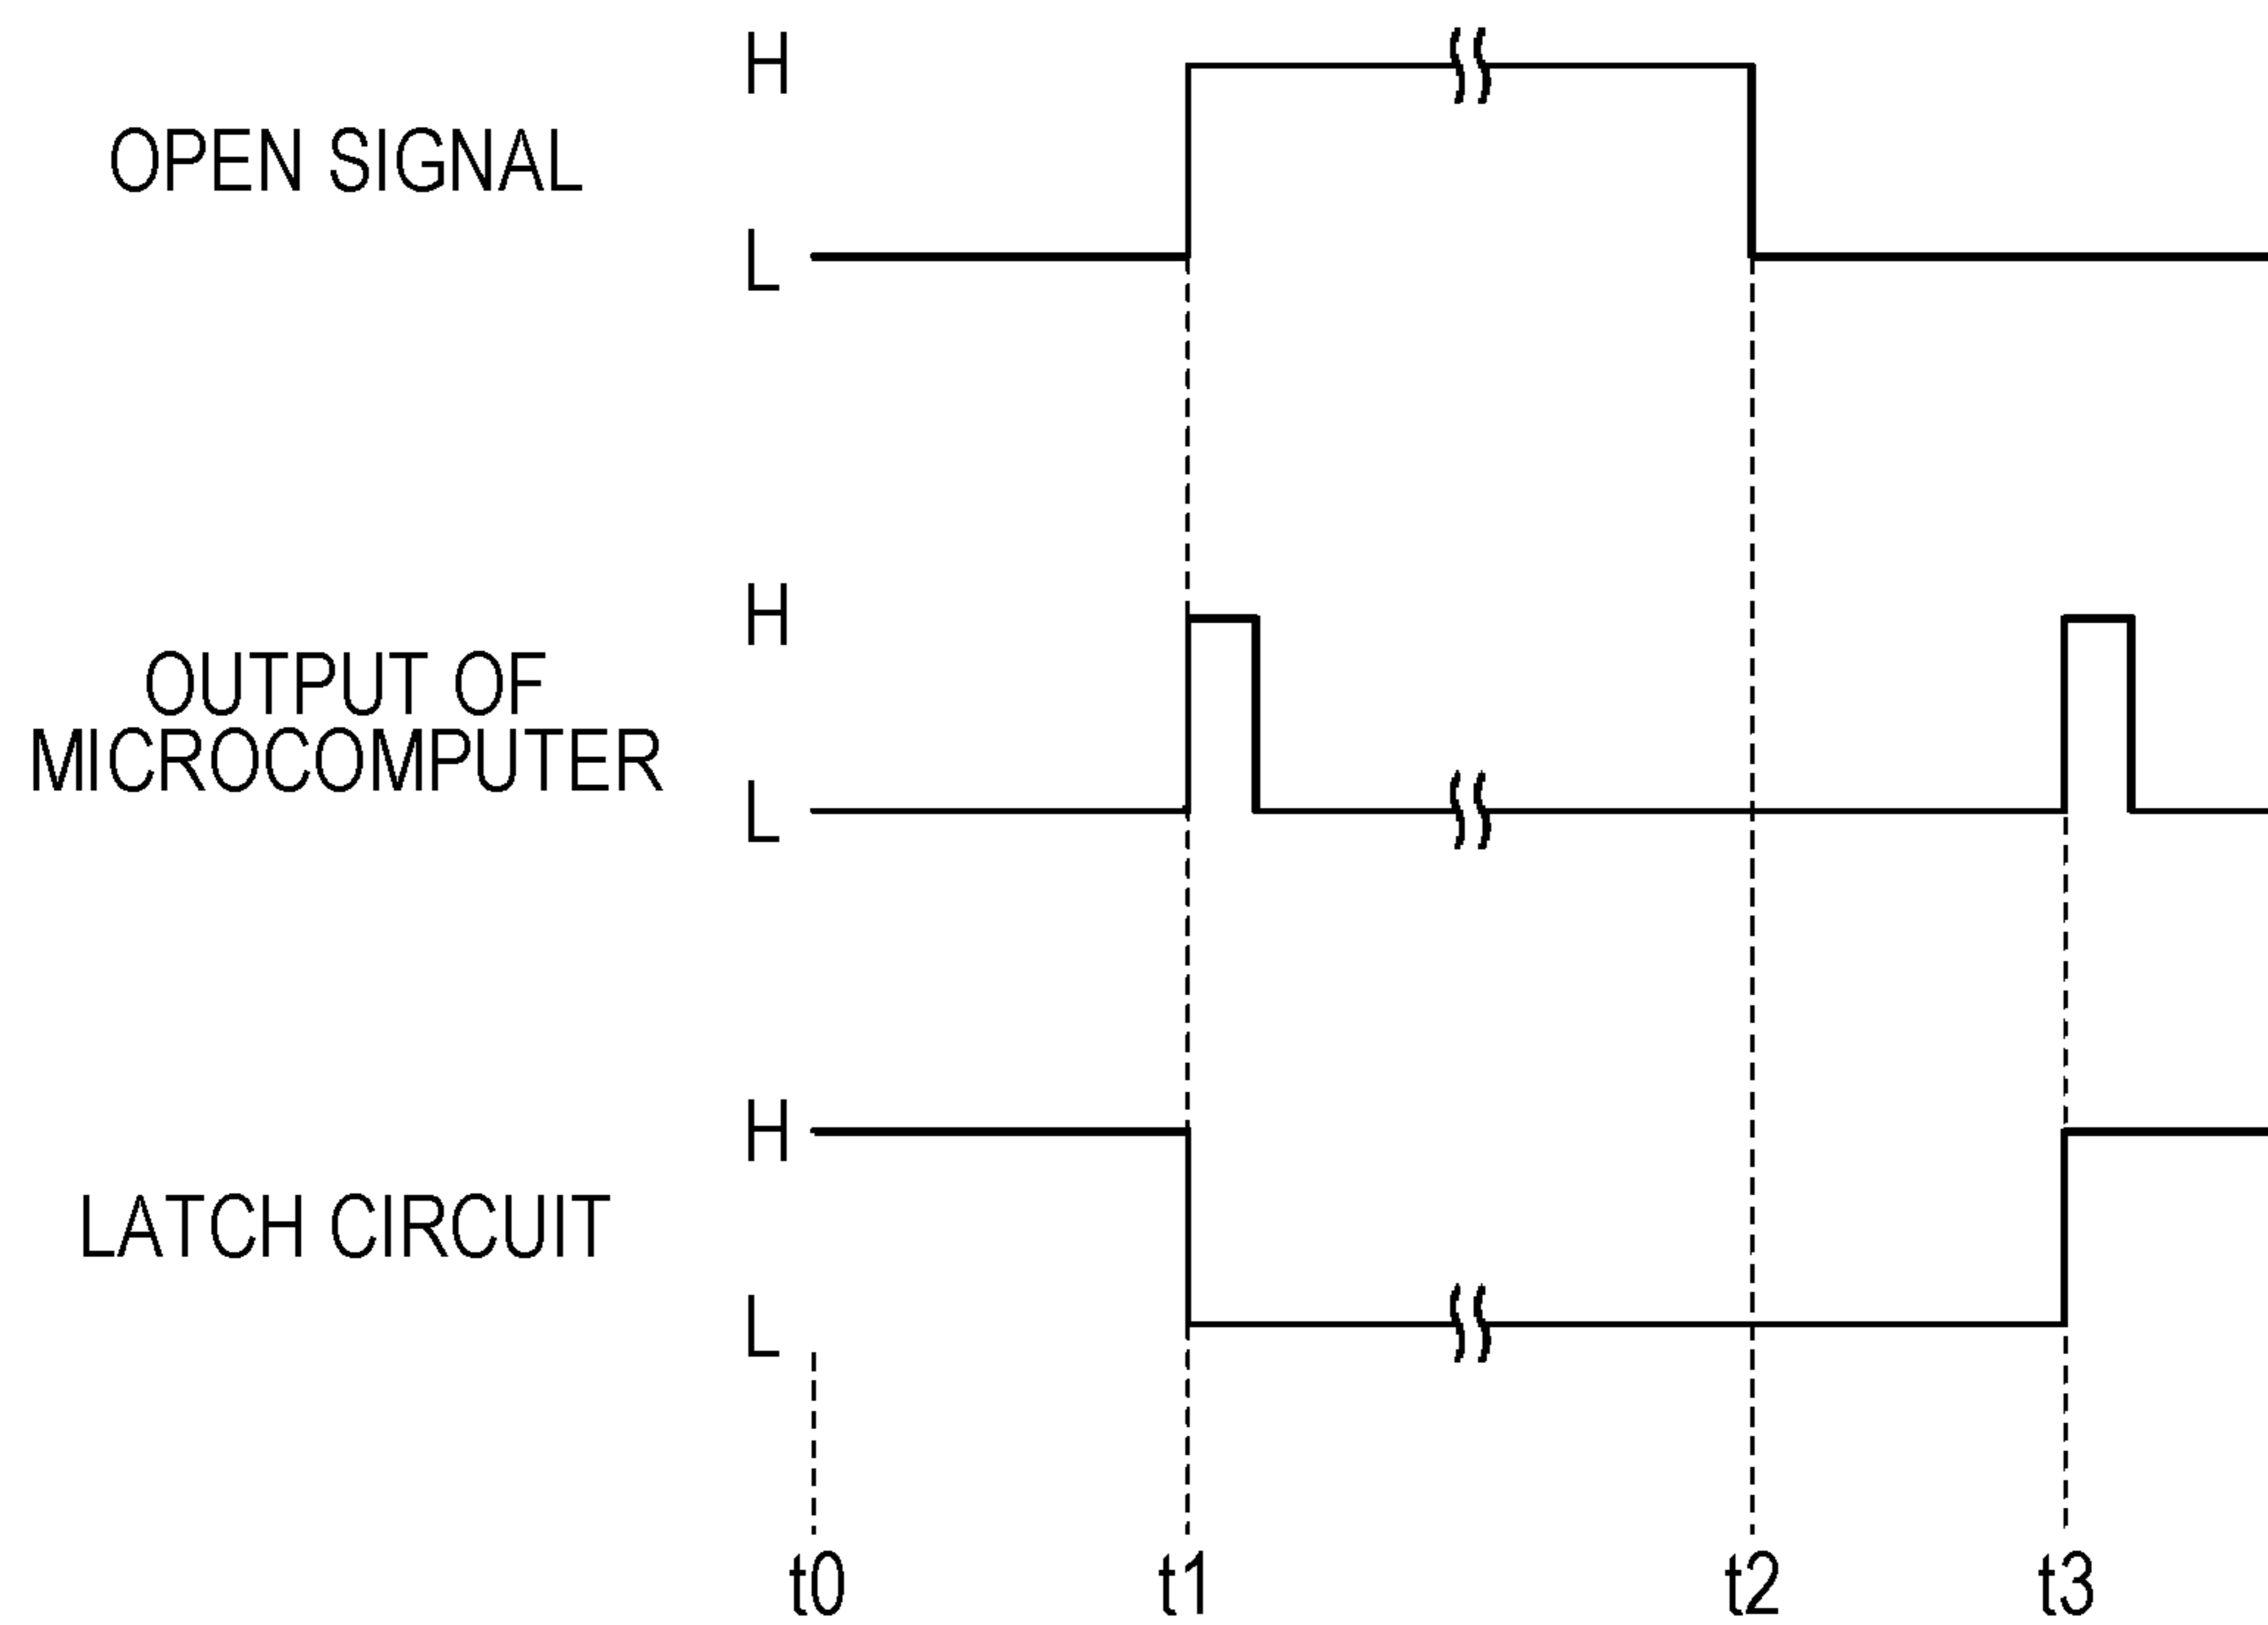 H
OPEN SIGNAL
L
H
OUTPUT OF
MICROCOMPUTER
L
H
LATCH CIRCUIT
L
t0 t1 t2 t3